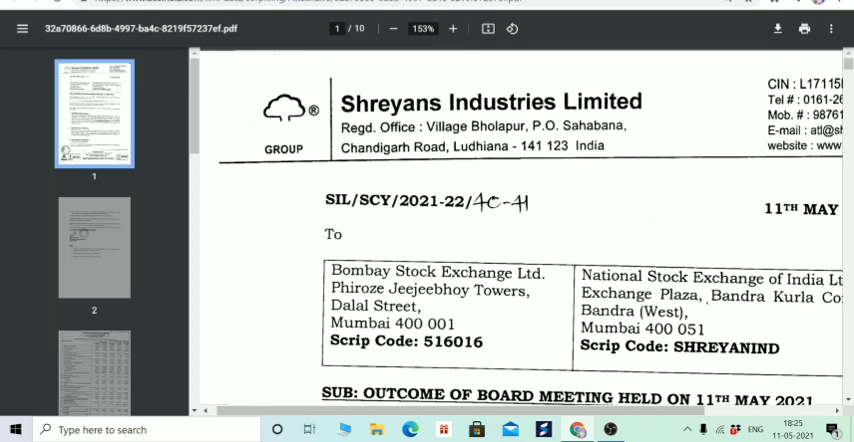 32a70866-6d8b-4997-ba4c-8219f57237ef.pdf
1 / 10
153%
1
2
GROUP
®
Shreyans Industries Limited
Regd. Office : Village Bholapur, P.O. Sahabana,
Chandigarh Road, Ludhiana - 141 123 India
CIN : L17115
Tel # : 0161-26
Mob. # : 98761
E-mail : atl@s
website : www
SIL/SCY/2021-22/40-41
11TH MAY
To
Bombay Stock Exchange Ltd.
Phiroze Jeejeebhoy Towers,
Dalal Street,
Mumbai 400 001
Scrip Code: 516016
National Stock Exchange of India Lt
Exchange Plaza, Bandra Kurla Co
Bandra (West),
Mumbai 400 051
Scrip Code: SHREYANIND
SUB: OUTCOME OF BOARD MEETING HELD ON 11TH MAY 2021
Type here to search
ENG
18:25
11-05-2021